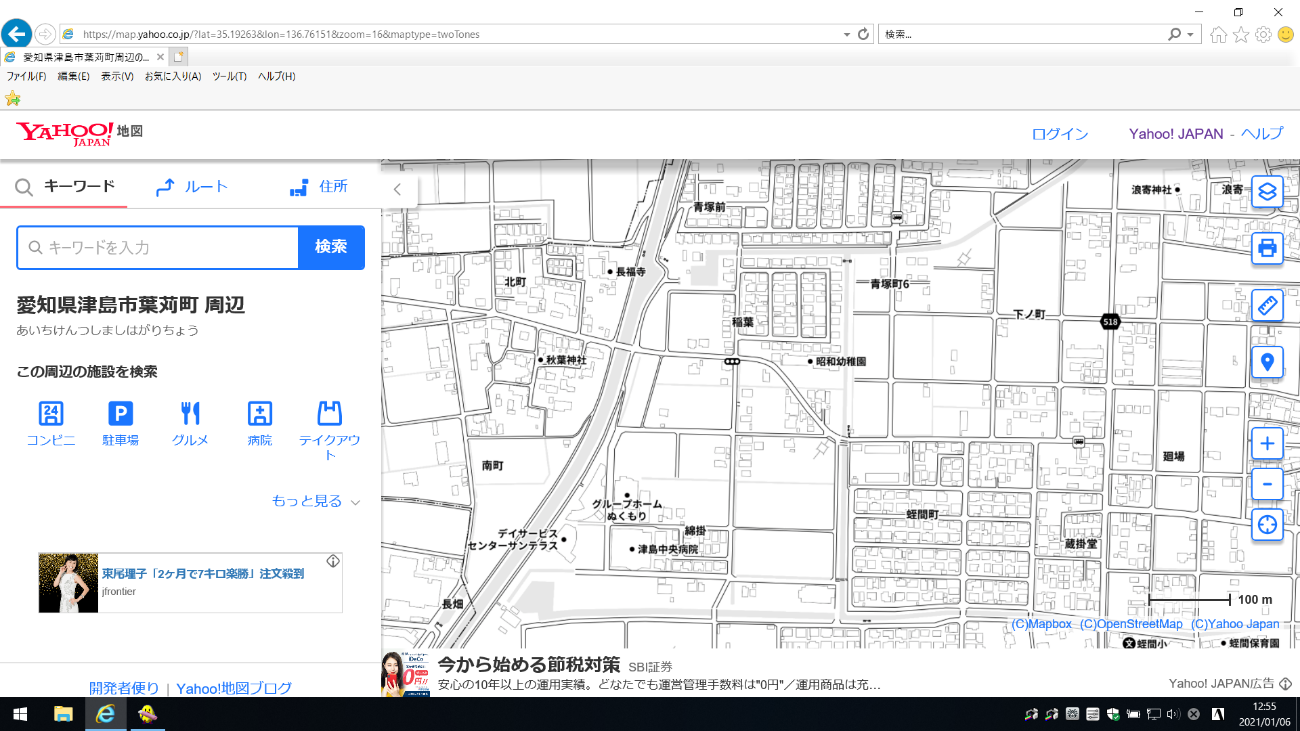 https://map.yahoo.co.jp/?lat=35.19263&lon=136.76151&zoom=16&maptype=twoTones
検索...
愛知県津島市葉苅町周辺の...
ファイル(F) 編集(E) 表示(V) お気に入り(A) ツール(T) ヘルプ(H)
YAHOO! JAPAN 地図
ログイン Yahoo! JAPAN - ヘルプ
キーワード ルート 住所
キーワードを入力 検索
愛知県津島市葉苅町 周辺
あいちけんつしましはがりちょう
この周辺の施設を検索
24 P
コンビニ 駐車場 グルメ 病院 テイクアウ
ト
もっと見る
東尾理子「2ヶ月で7キロ楽勝」注文殺到
jfrontier
開発者便り | Yahoo!地図ブログ
浪寄神社
浪寄
青塚前
長福寺
北町
青塚町6
下ノ町
518
稲葉
秋葉神社
昭和幼稚園
南町
廻場
グループホーム
ぬくもり
蛭間町
デイサービス
センターサンテラス
綿掛
津島中央病院
蔵掛堂
長畑
100 m
(C)Mapbox (C)OpenStreetMap (C)Yahoo Japan
文 蛭間小
蛭間保育園
iDeCo
0円!!
今から始める節税対策 SBI証券
安心の10年以上の運用実績。どなたでも運営管理手数料は"0円"／運用商品は充…
Yahoo! JAPAN広告
12:55
2021/01/06